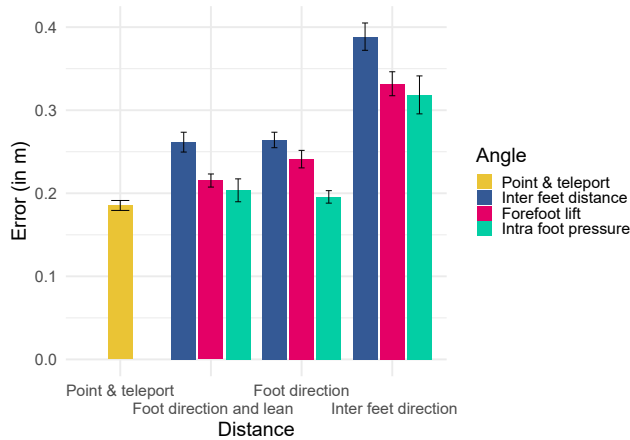 0.4
0.3
0.2
0.1
0.0
Error (in m)
Point & teleport
Foot direction
Foot direction and lean
Inter feet direction
Distance
Angle
Point & teleport
Inter feet distance
Forefoot lift
Intra foot pressure